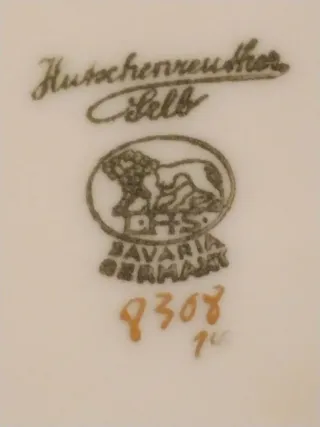 Hutschenreuther
Selb
L·H·S·
BAVARIA
GERMANY
8308